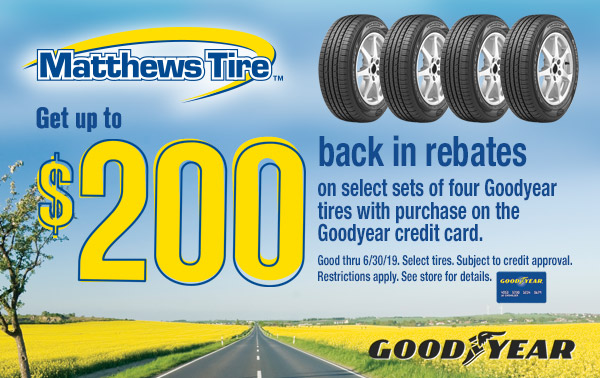 Matthews Tire™
Get up to
$200
back in rebates
on select sets of four Goodyear
tires with purchase on the
Goodyear credit card.
Good thru 6/30/19. Select tires. Subject to credit approval.
Restrictions apply. See store for details.
GOODYEAR
GOODYEAR